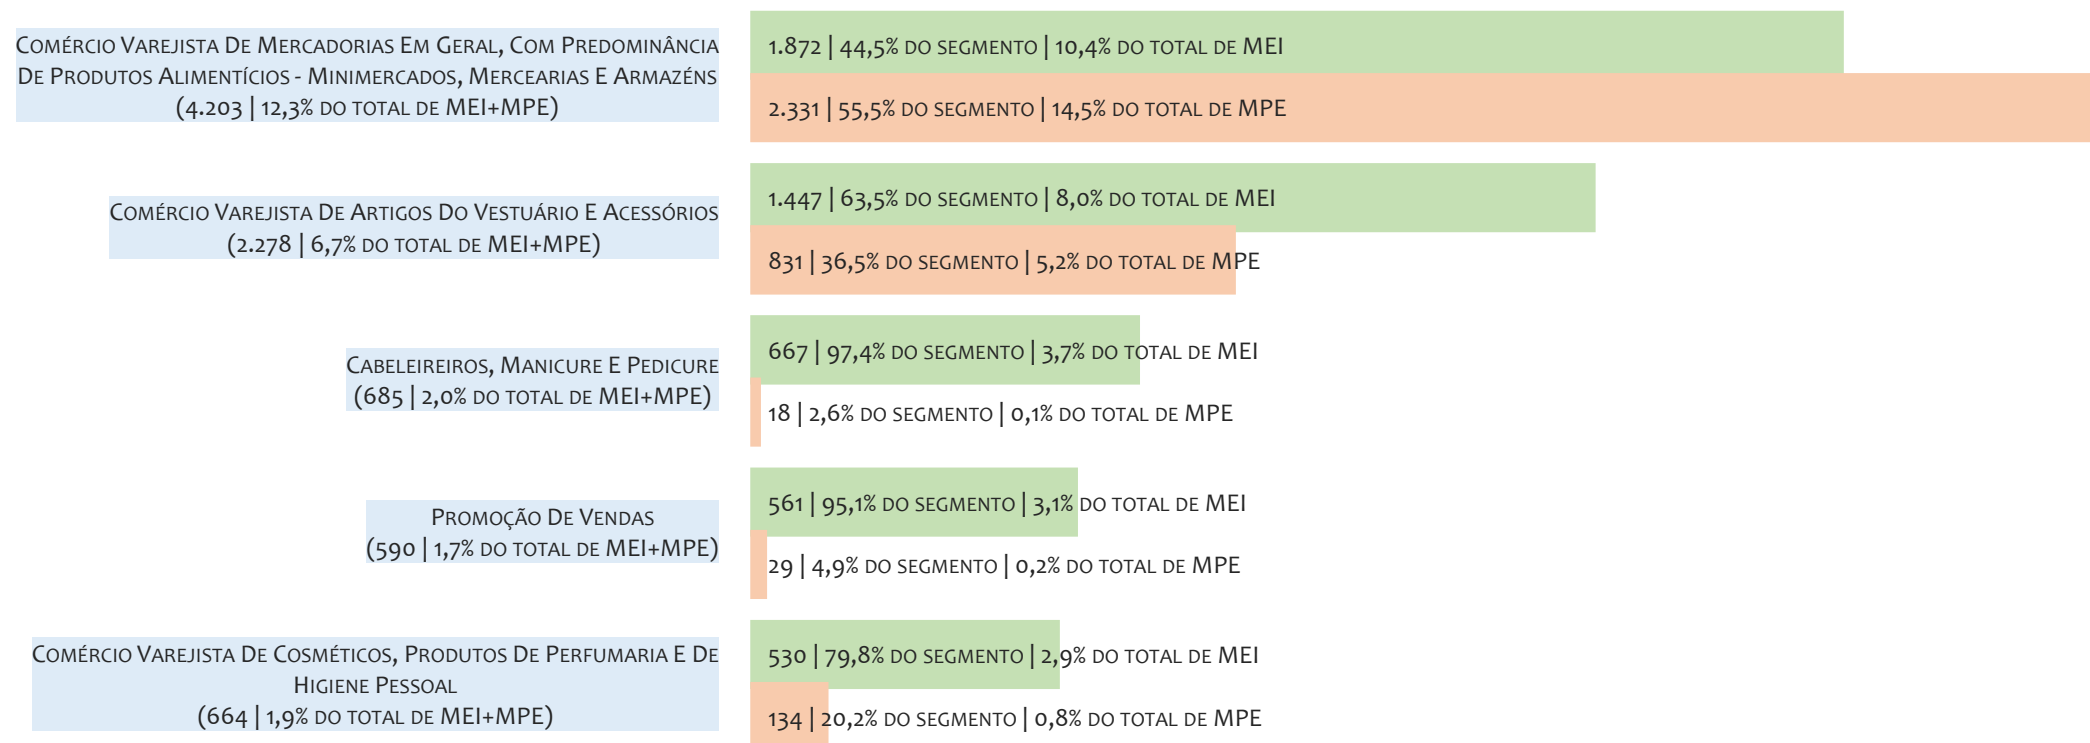 Comércio Varejista De Mercadorias Em Geral, Com Predominância
De Produtos Alimentícios - Minimercados, Mercearias E Armazéns
(4.203 | 12,3% do total de MEI+MPE)
1.872 | 44,5% do segmento | 10,4% do total de MEI
2.331 | 55,5% do segmento | 14,5% do total de MPE
Comércio Varejista De Artigos Do Vestuário E Acessórios
(2.278 | 6,7% do total de MEI+MPE)
1.447 | 63,5% do segmento | 8,0% do total de MEI
831 | 36,5% do segmento | 5,2% do total de MPE
Cabeleireiros, Manicure E Pedicure
(685 | 2,0% do total de MEI+MPE)
667 | 97,4% do segmento | 3,7% do total de MEI
18 | 2,6% do segmento | 0,1% do total de MPE
Promoção De Vendas
(590 | 1,7% do total de MEI+MPE)
561 | 95,1% do segmento | 3,1% do total de MEI
29 | 4,9% do segmento | 0,2% do total de MPE
Comércio Varejista De Cosméticos, Produtos De Perfumaria E De
Higiene Pessoal
(664 | 1,9% do total de MEI+MPE)
530 | 79,8% do segmento | 2,9% do total de MEI
134 | 20,2% do segmento | 0,8% do total de MPE